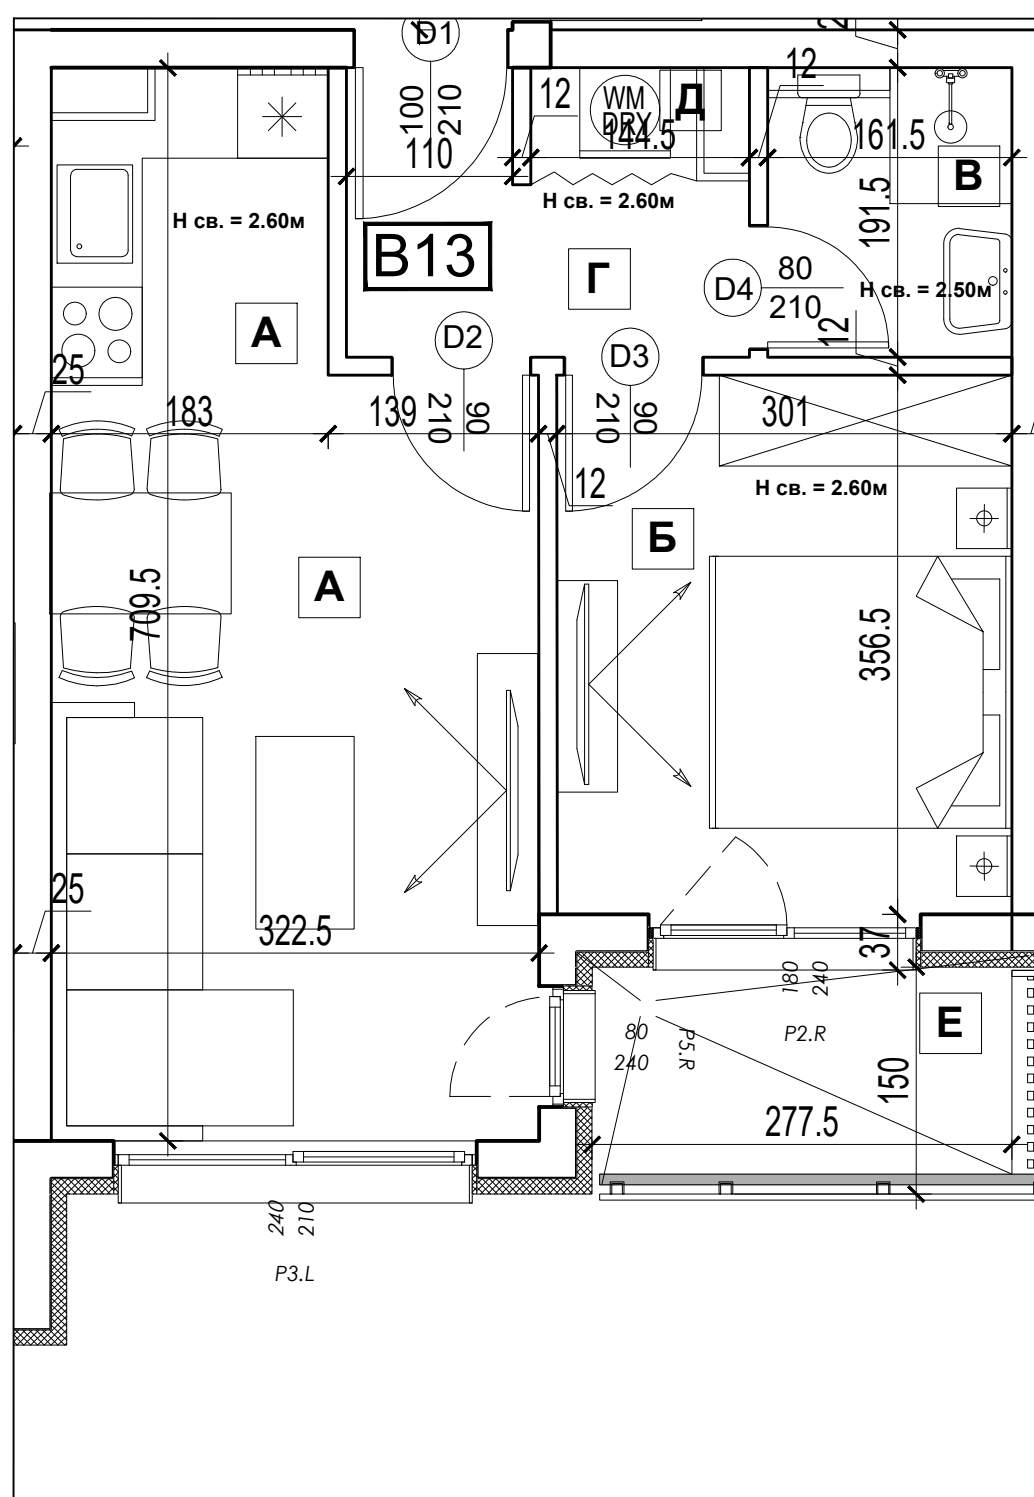 D1
100
210
110
12
WM
DRY
144.5
Д
12
161.5
В
191.5
Н св. = 2.60м
Н св. = 2.60м
В13
Г
D4
80
210
Н св. = 2.50м
12
А
D2
D3
25
183
139
90
210
90
210
301
12
Н св. = 2.60м
Б
А
709.5
356.5
25
322.5
37
180
240
Е
80
240
P5.R
P2.R
150
277.5
240
210
P3.L